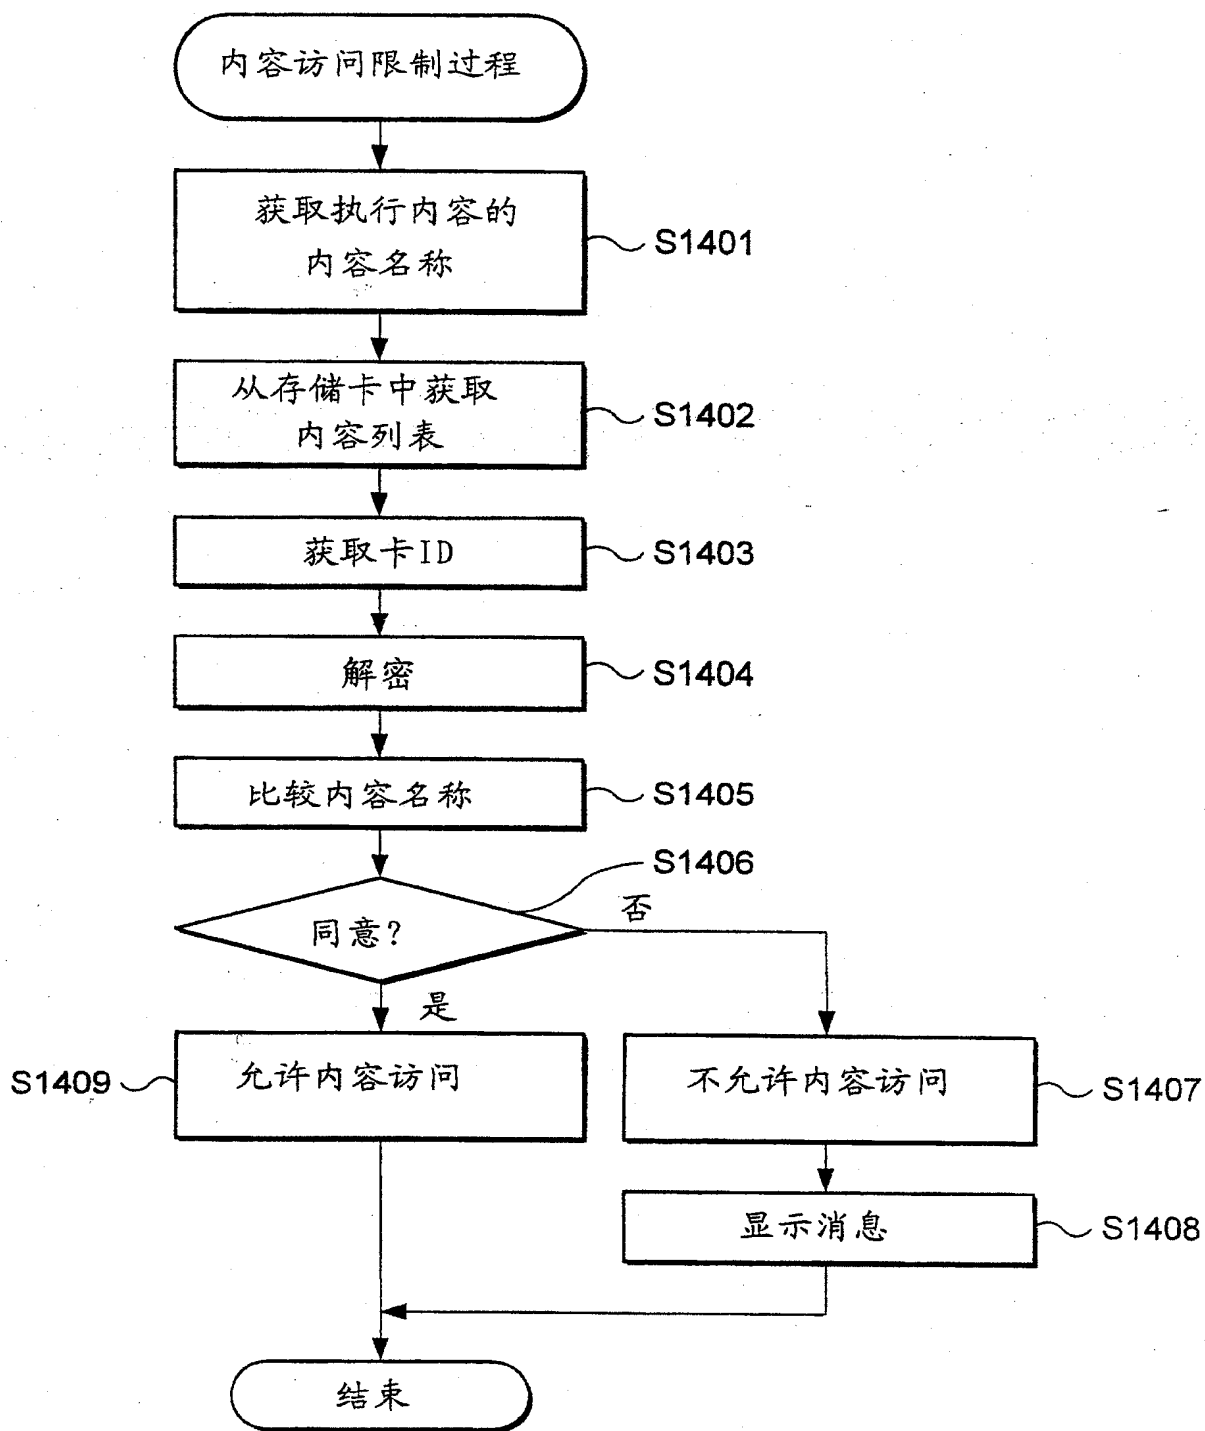 内容访问限制过程
获取执行内容的
内容名称
S1401
从存储卡中获取
内容列表
S1402
获取卡ID
S1403
解密
S1404
比较内容名称
S1405
S1406
同意?
否
是
允许内容访问
S1409
不允许内容访问
S1407
显示消息
S1408
结束